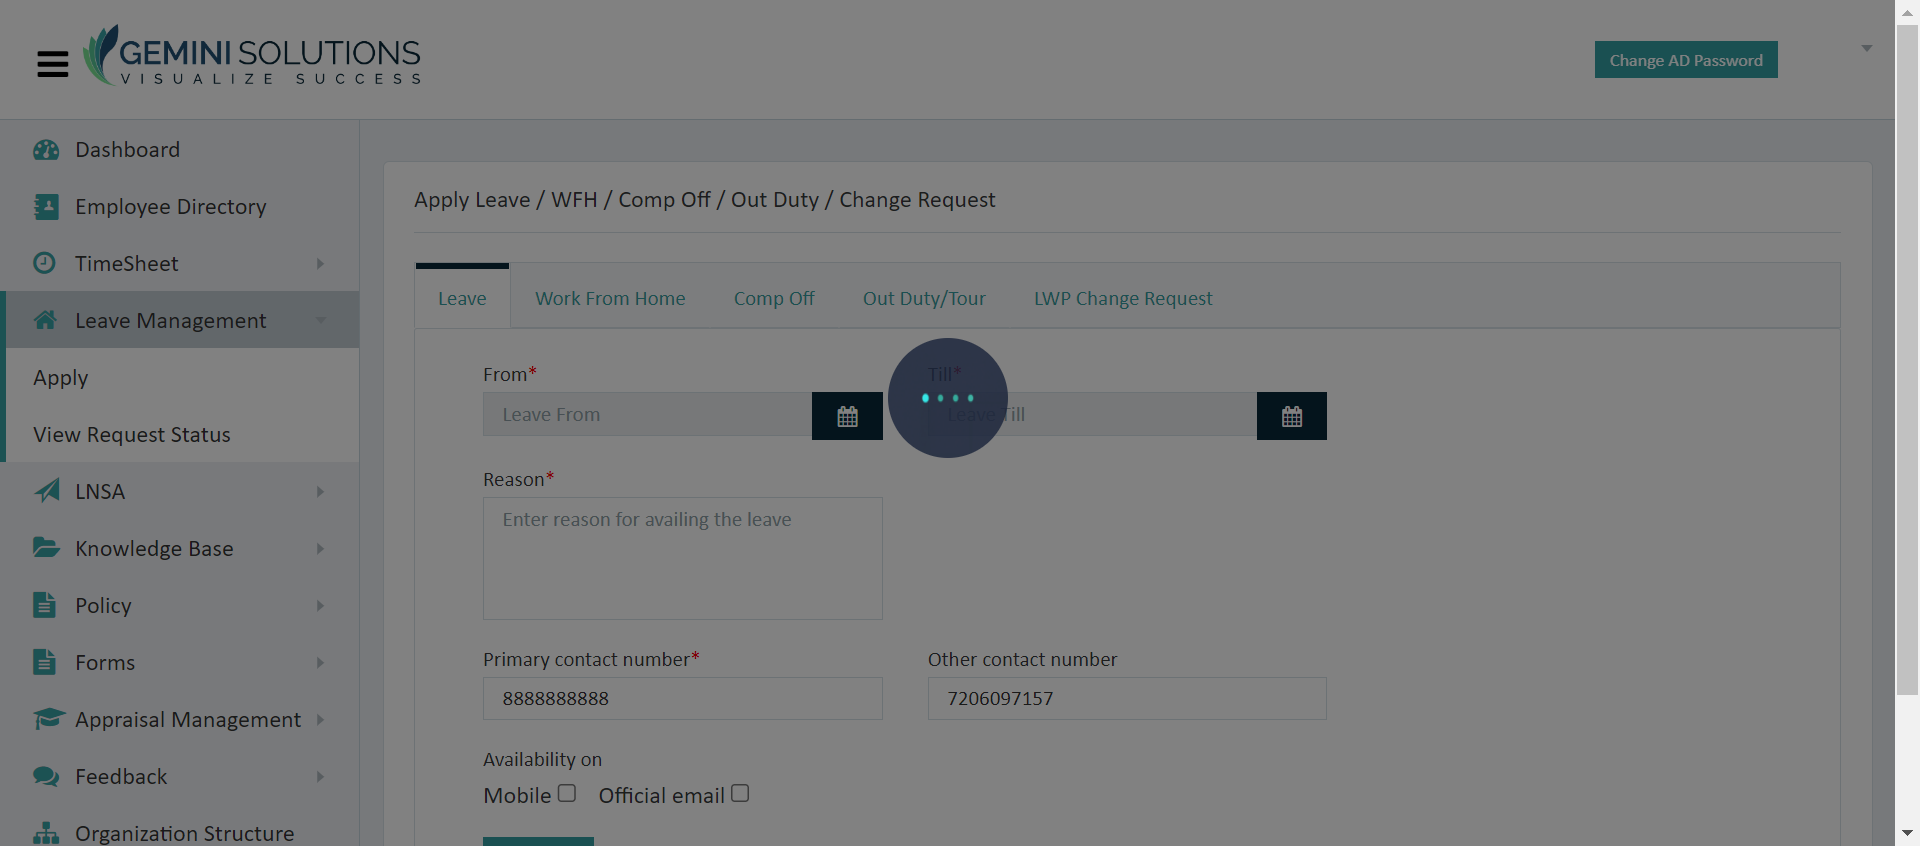 GEMINI SOLUTIONS
VISUALIZE SUCCESS
Change AD Password
Dashboard
Employee Directory
TimeSheet
Leave Management
Apply
View Request Status
LNSA
Knowledge Base
Policy
Forms
Appraisal Management
Feedback
Organization Structure
Apply Leave / WFH / Comp Off / Out Duty / Change Request
Leave Work From Home Comp Off Out Duty/Tour LWP Change Request
From* Till*
Leave From Leave Till
Reason*
Enter reason for availing the leave
Primary contact number* Other contact number
8888888888 7206097157
Availability on
Mobile Official email